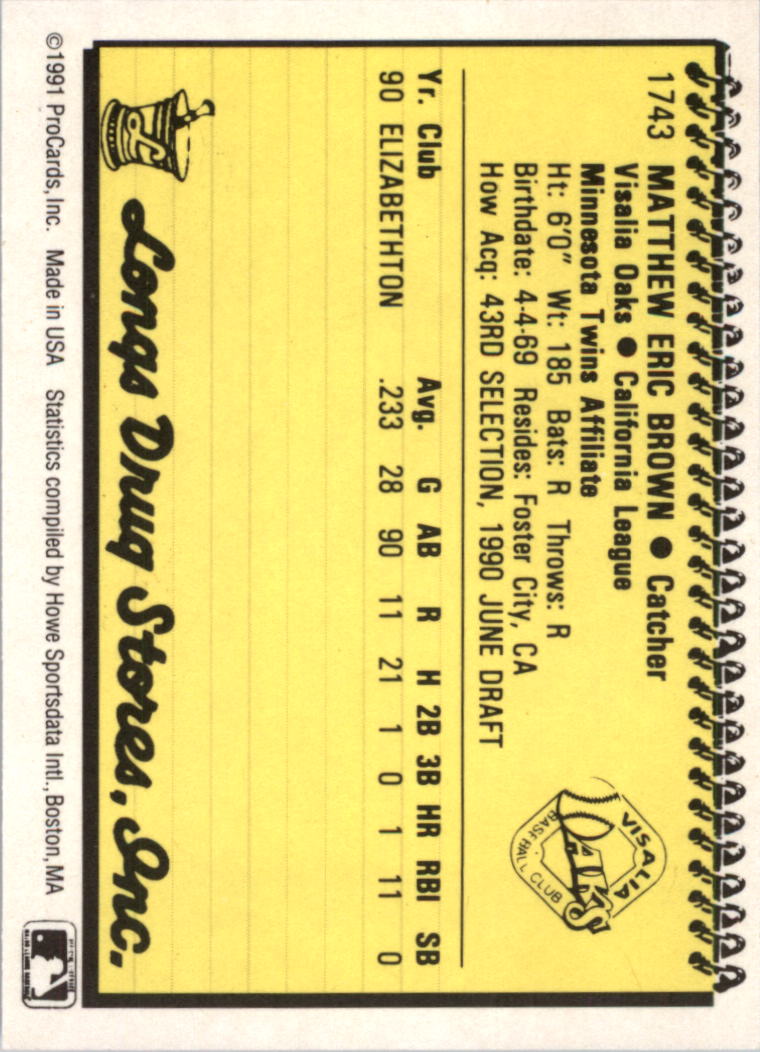 1743 MATTHEW ERIC BROWN ● Catcher
Visalia Oaks ● California League
Minnesota Twins Affiliate
Ht: 6'0" Wt: 185 Bats: R Throws: R
Birthdate: 4-4-69 Resides: Foster City, CA
How Acq: 43RD SELECTION, 1990 JUNE DRAFT
VISALIA
Oaks
BASEBALL CLUB
Yr. Club Avg. G AB R H 2B 3B HR RBI SB
90 ELIZABETHTON .233 28 90 11 21 1 0 1 11 0
Longs Drug Stores, Inc.
©1991 ProCards, Inc. Made in USA Statistics compiled by Howe Sportsdata Intl., Boston, MA